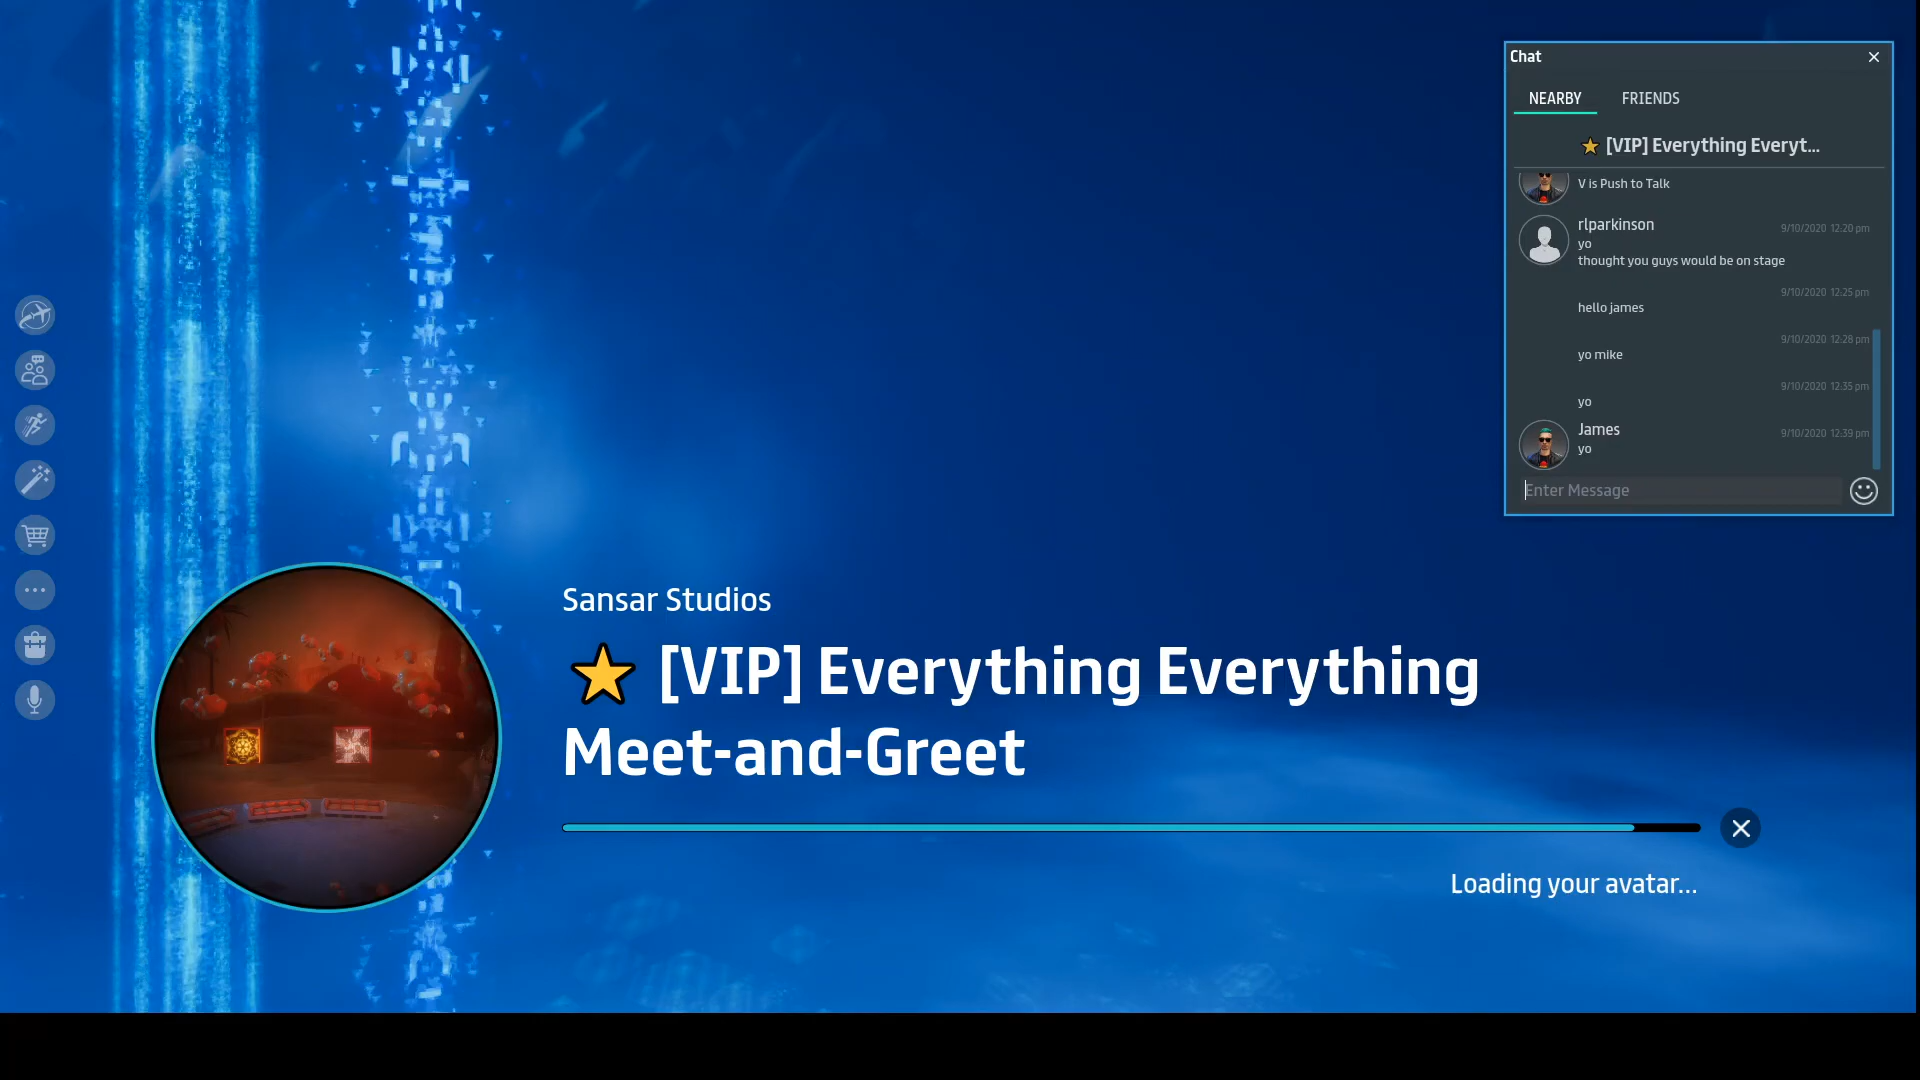 Chat
NEARBY FRIENDS
[VIP] Everything Everyt...
V is Push to Talk
rlparkinson 9/10/2020 12:20 pm
yo
thought you guys would be on stage
9/10/2020 12:25 pm
hello james
9/10/2020 12:28 pm
yo mike
9/10/2020 12:35 pm
yo
James 9/10/2020 12:39 pm
yo
Enter Message
Sansar Studios
[VIP] Everything Everything
Meet-and-Greet
Loading your avatar...